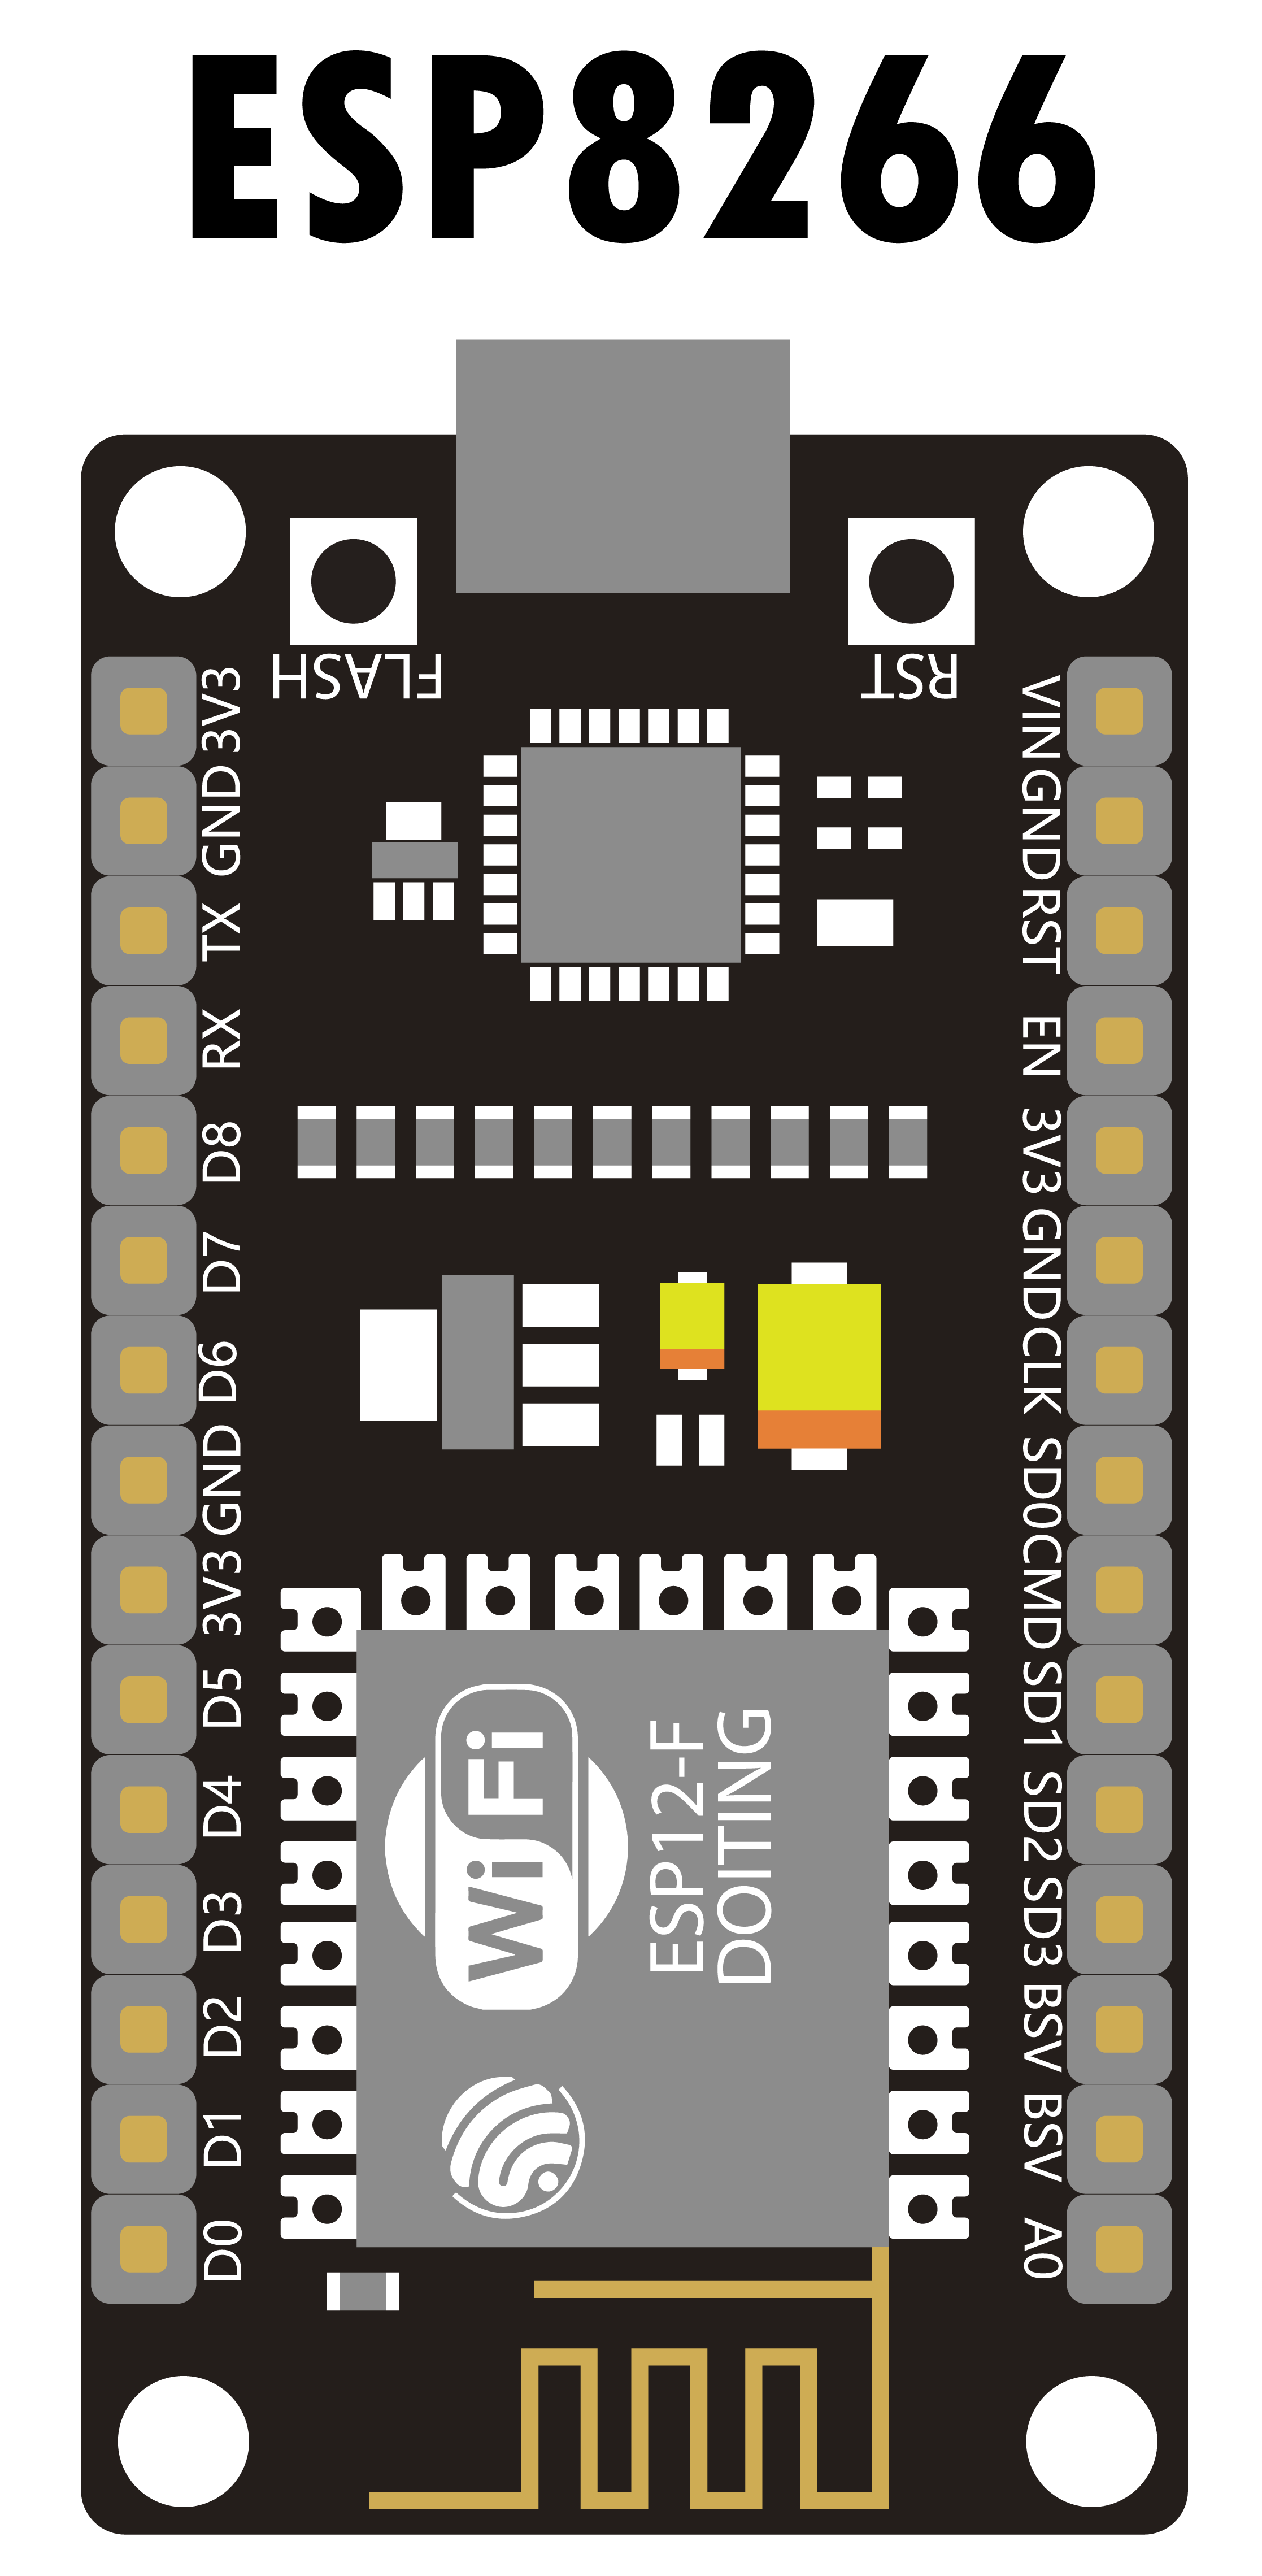 ESP8266
FLASH
RST
3V3
GND
TX
RX
D8
D7
D6
GND
3V3
D5
D4
D3
D2
D1
D0
VIN
GND
RST
EN
3V3
GND
CLK
SD0
CMD
SD1
SD2
SD3
BSV
BSV
A0
WiFi
ESP12-F
DOITING